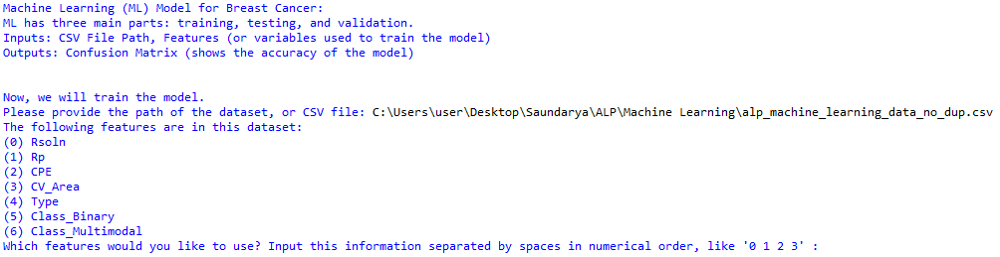 Machine Learning (ML) Model for Breast Cancer:
ML has three main parts: training, testing, and validation.
Inputs: CSV File Path, Features (or variables used to train the model)
Outputs: Confusion Matrix (shows the accuracy of the model)
Now, we will train the model.
Please provide the path of the dataset, or CSV file: C:\Users\user\Desktop\Saundarya\ALP\Machine Learning\alp_machine_learning_data_no_dup.csv
The following features are in this dataset:
(0) Rsoln
(1) Rp
(2) CPE
(3) CV_Area
(4) Type
(5) Class_Binary
(6) Class_Multimodal
Which features would you like to use? Input this information separated by spaces in numerical order, like '0 1 2 3' :